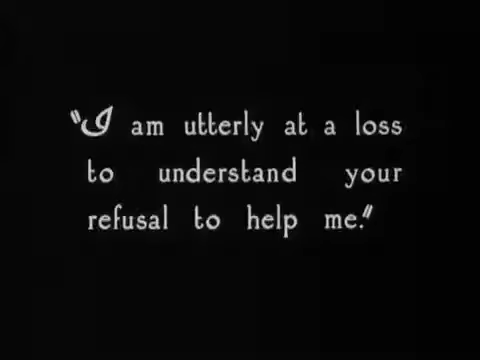 "I am utterly at a loss
to understand your
refusal to help me."